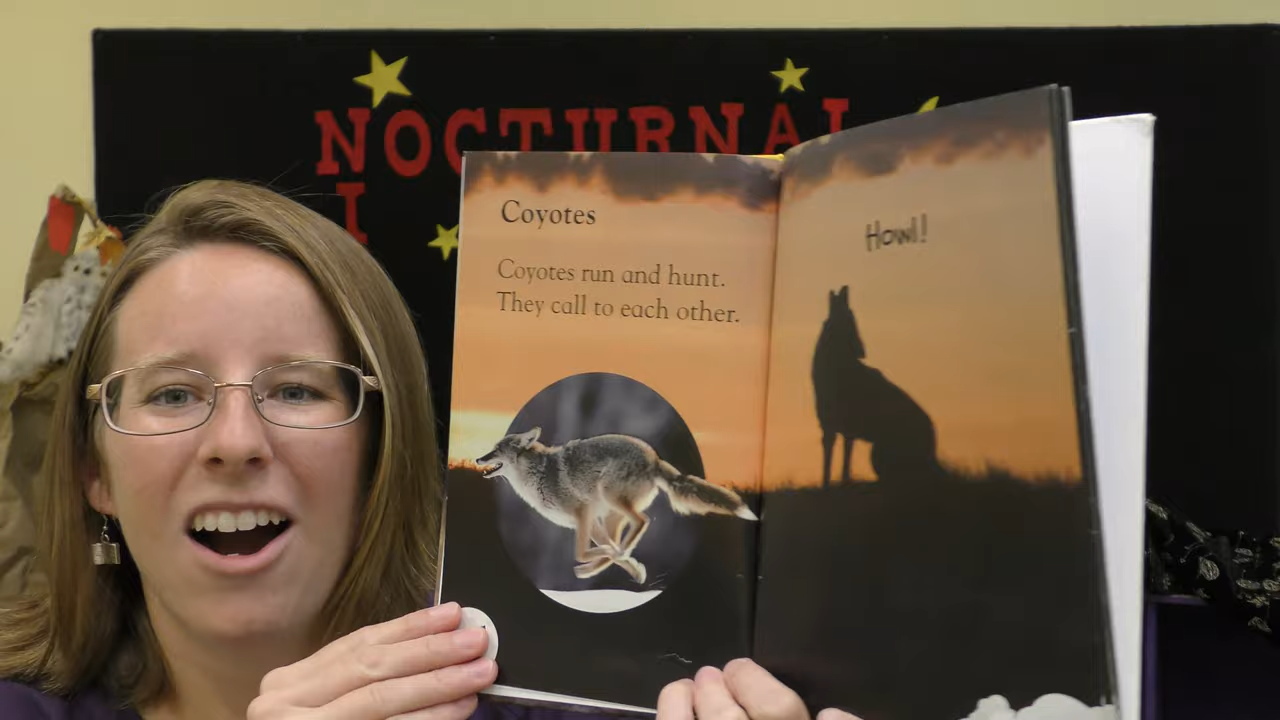 NOCTURNAL
Coyotes
Coyotes run and hunt.
They call to each other.
Howl!